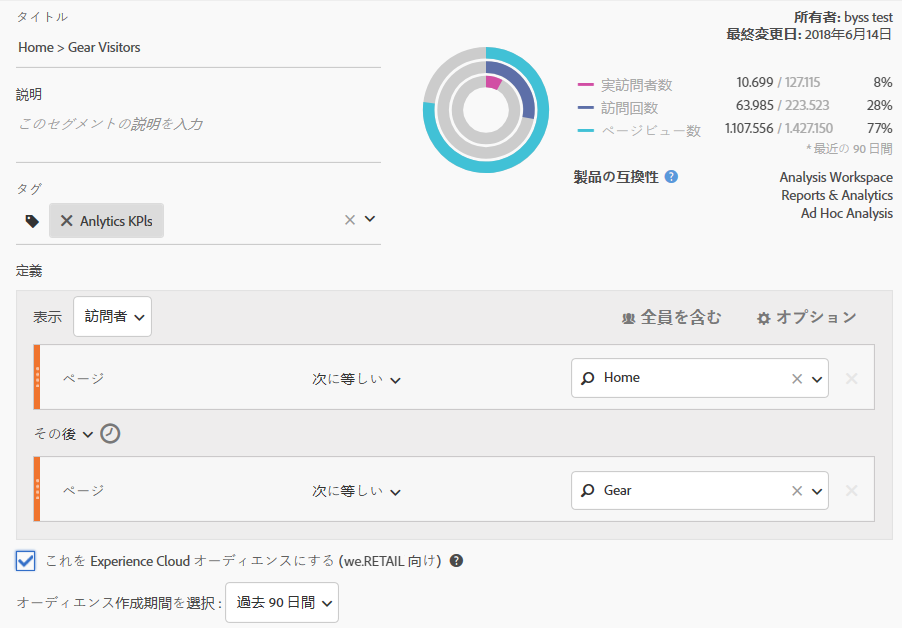 タイトル
Home > Gear Visitors
説明
このセグメントの説明を入力
タグ
Anlytics KPls
所有者: byss test
最終変更日: 2018年6月14日
実訪問者数 10.699 / 127.115 8%
訪問回数 63.985 / 223.523 28%
ページビュー数 1.107.556 / 1.427.150 77%
* 最近の 90 日間
製品の互換性 ? Analysis Workspace
Reports & Analytics
Ad Hoc Analysis
定義
表示 訪問者 全員を含む オプション
ページ 次に等しい Home
その後
ページ 次に等しい Gear
これを Experience Cloud オーディエンスにする (we.RETAIL 向け) ?
オーディエンス作成期間を選択 : 過去 90 日間